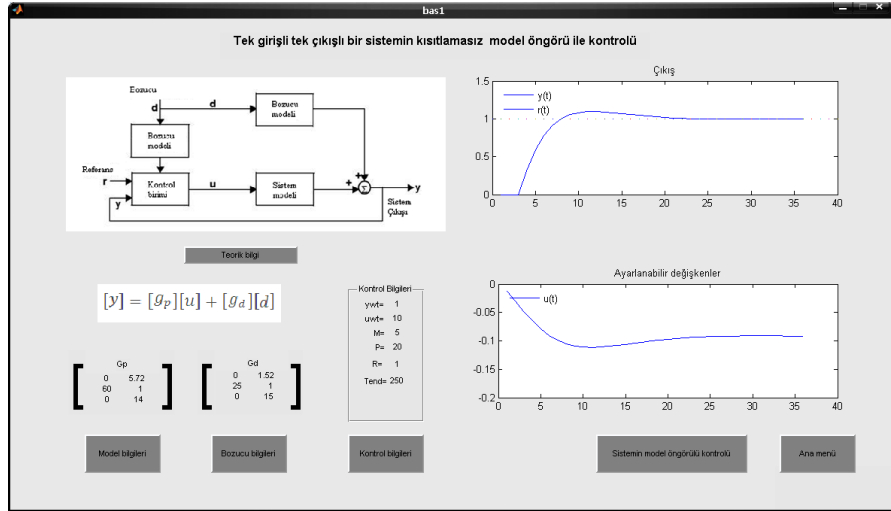 bas1
Tek girişli tek çıkışlı bir sistemin kısıtlamasız model öngörü ile kontrolü
Bozucu
d
d
Bozucu
modeli
Bozucu
modeli
Referans
r
y
Kontrol
birimi
u
Sistem
modeli
+
+
Σ
y
Sistem
Çıkışı
Teorik bilgi
[y] = [g_p][u] + [g_d][d]
Gp
0 5.72
60 1
0 14
Gd
0 1.52
25 1
0 15
Kontrol Bilgileri
ywt= 1
uwt= 10
M= 5
P= 20
R= 1
Tend= 250
Çıkış
y(t)
r(t)
1.5
1
0.5
0
0 5 10 15 20 25 30 35 40
Ayarlanabilir değişkenler
u(t)
0
-0.05
-0.1
-0.15
-0.2
0 5 10 15 20 25 30 35 40
Model bilgileri
Bozucu bilgileri
Kontrol bilgileri
Sistemin model öngörülü kontrolü
Ana menü